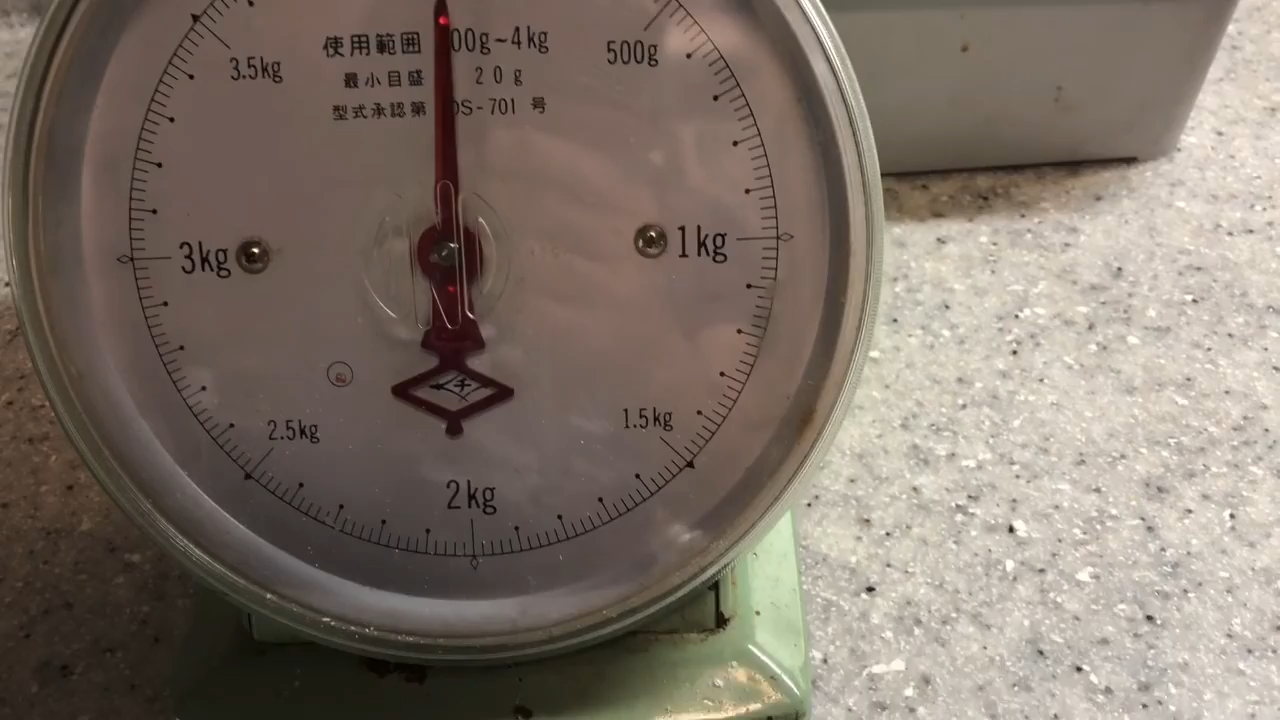 使用範囲 00g~4kg
最小目盛 20g
型式承認第 DS-701 号
500g
3.5kg
3kg
1kg
2.5kg
1.5kg
2kg